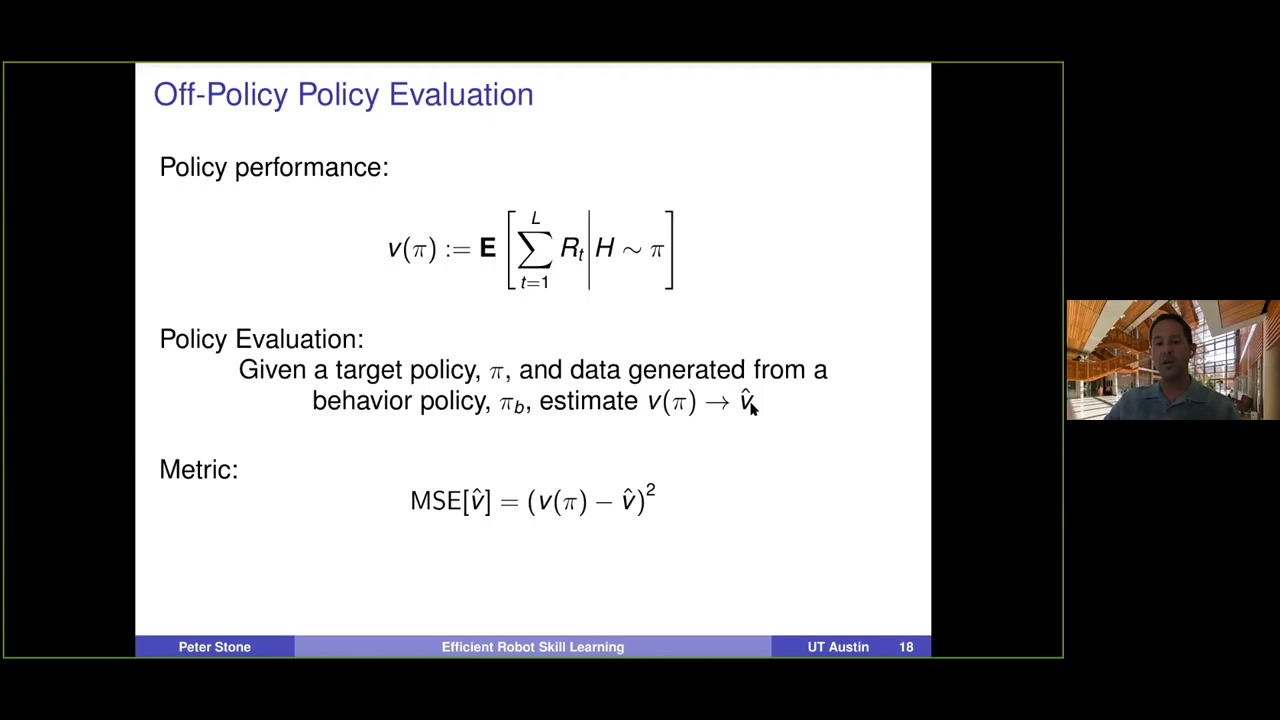 Off-Policy Policy Evaluation
Policy performance:
v(π) := E [ ∑_{t=1}^{L} R_t | H ∼ π ]
Policy Evaluation:
Given a target policy, π, and data generated from a
behavior policy, π_b, estimate v(π) → v̂
Metric:
MSE[v̂] = (v(π) − v̂)²
Peter Stone Efficient Robot Skill Learning UT Austin 18